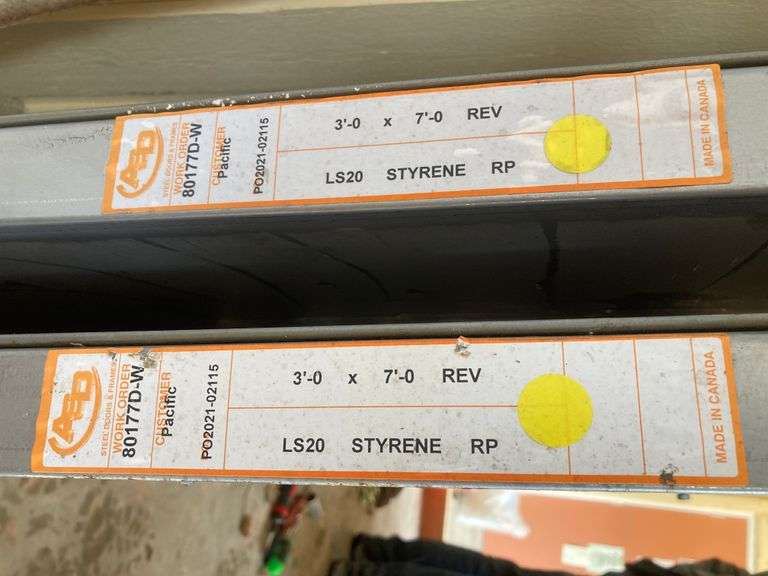 STEEL DOORS & FRAMES
WORK ORDER
80177D-W
CUSTOMER
Pacific
PO2021-02115
3'-0 x 7'-0 REV
LS20 STYRENE RP
MADE IN CANADA
STEEL DOORS & FRAMES
WORK ORDER
80177D-W
CUSTOMER
Pacific
PO2021-02115
3'-0 x 7'-0 REV
LS20 STYRENE RP
MADE IN CANADA